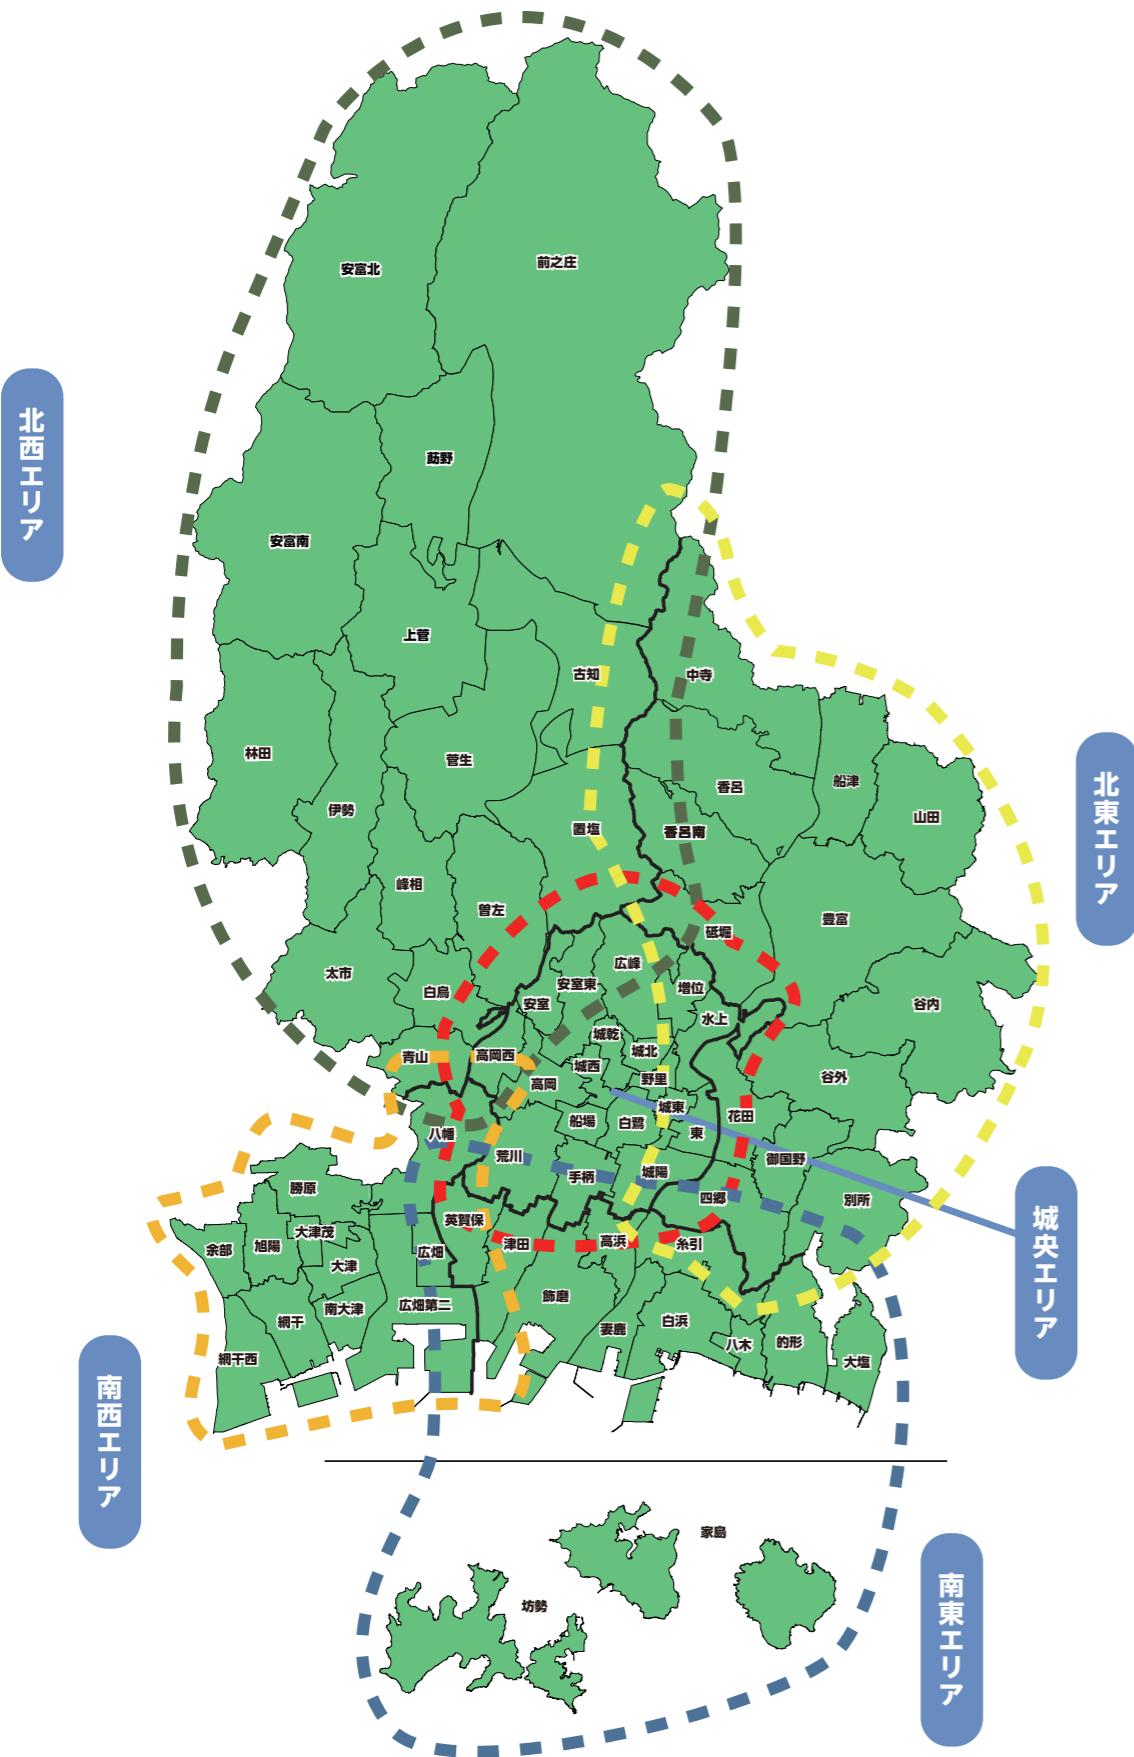 前之庄
安富北
北西エリア
莇野
安富南
上菅
古知
中寺
林田
菅生
船津
香呂
伊勢
山田
北東エリア
置塩
香呂南
峰相
曽左
豊富
砥堀
広峰
太市
安室東
増位
白鳥
安室
谷内
水上
城乾
城北
青山
高岡西
城西
野里
谷外
高岡
城東
花田
船場
白鷺
東
八幡
荒川
御国野
城陽
手柄
勝原
四郷
別所
英賀保
城央エリア
大津茂
余部
旭陽
津田
高浜
糸引
広畑
大津
飾磨
広畑第二
南大津
網干
白浜
妻鹿
八木
的形
網干西
大塩
南西エリア
家島
坊勢
南東エリア